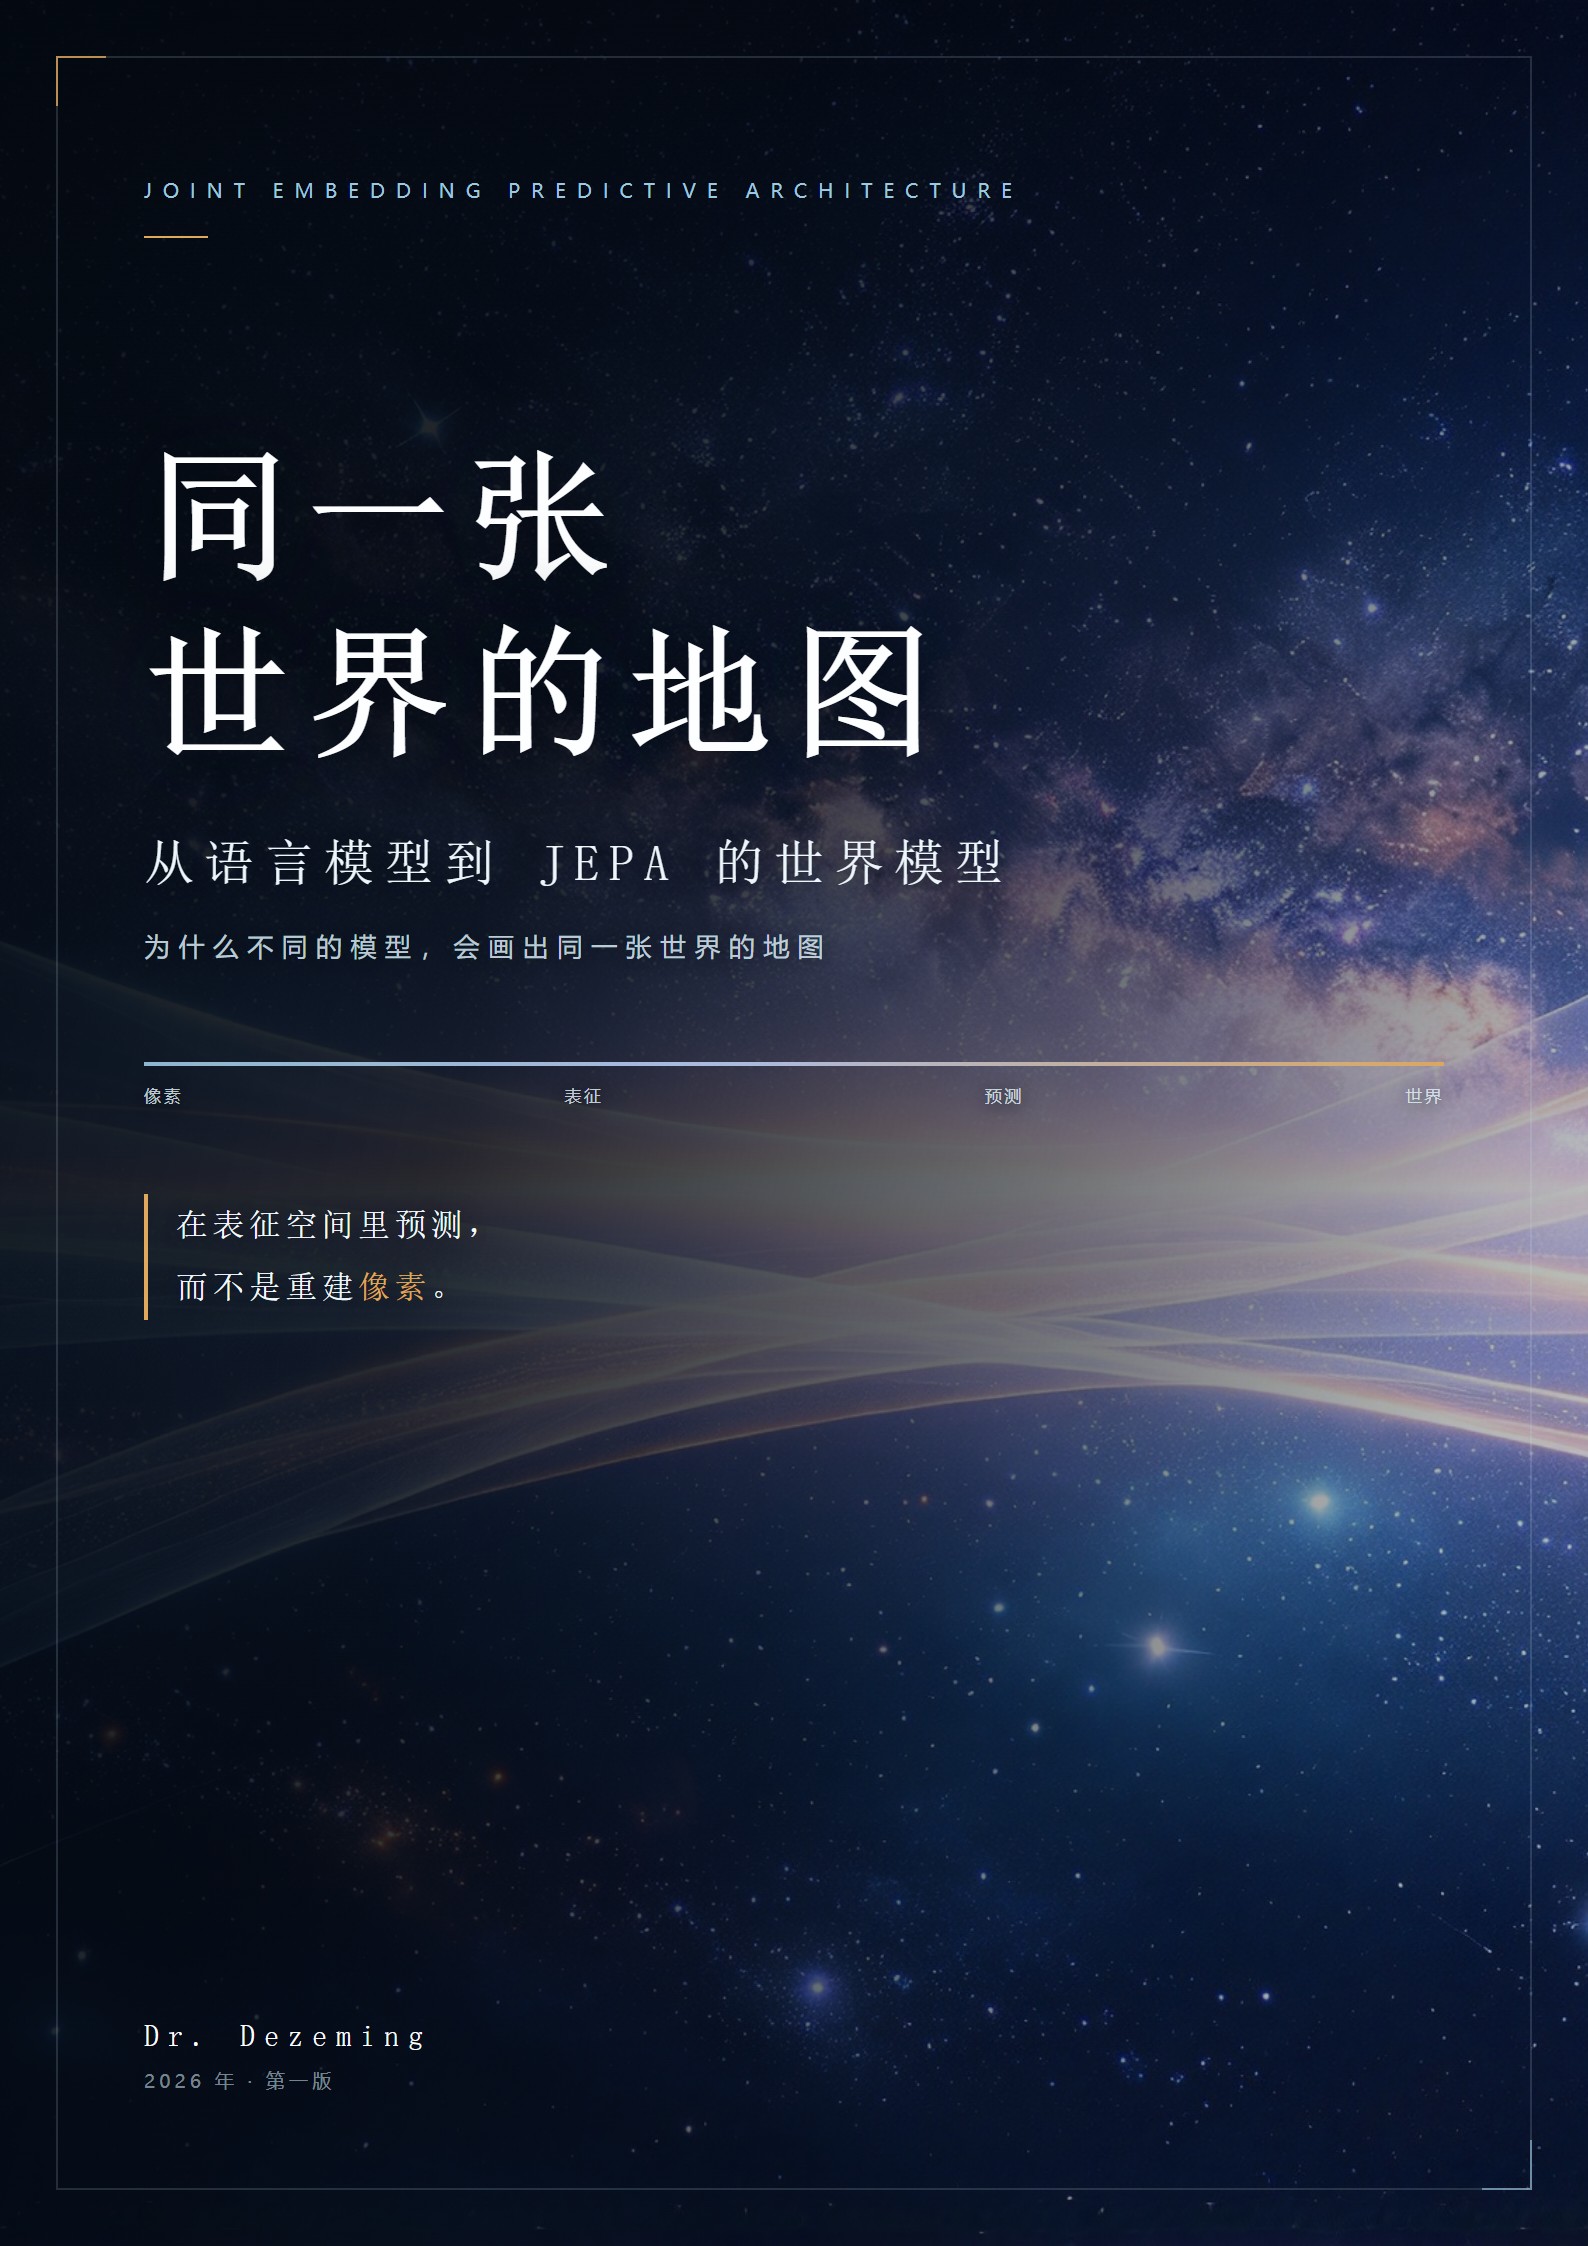 JOINT EMBEDDING PREDICTIVE ARCHITECTURE
同一张
世界的地图
从语言模型到 JEPA 的世界模型
为什么不同的模型，会画出同一张世界的地图
像素 表征 预测 世界
在表征空间里预测，
而不是重建像素。
Dr. Dezeming
2026 年 · 第一版